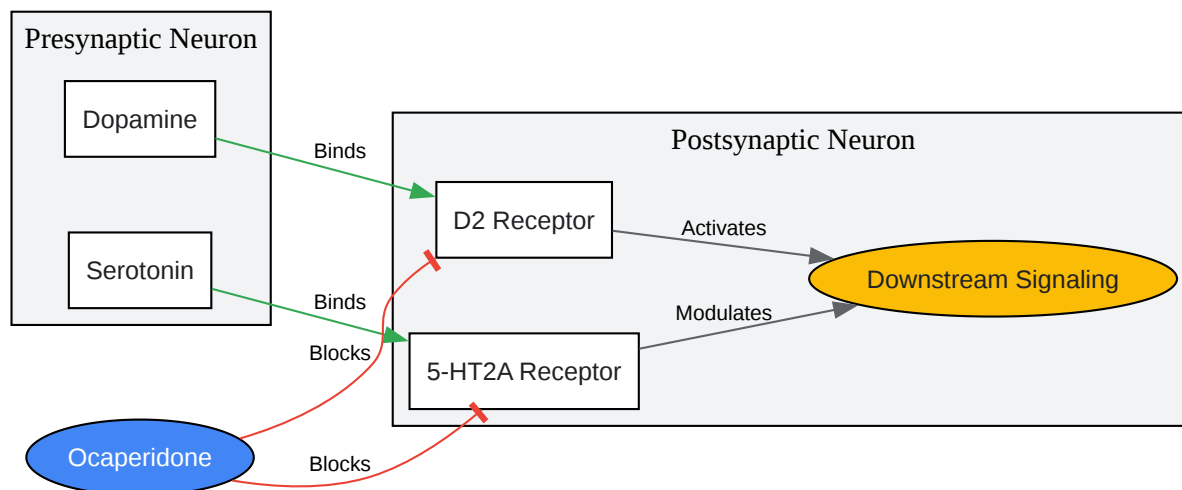 Presynaptic Neuron
Dopamine
Binds
Postsynaptic Neuron
D2 Receptor
Activates
Serotonin
Binds
Downstream Signaling
Modulates
Blocks
5-HT2A Receptor
Ocaperidone
Blocks